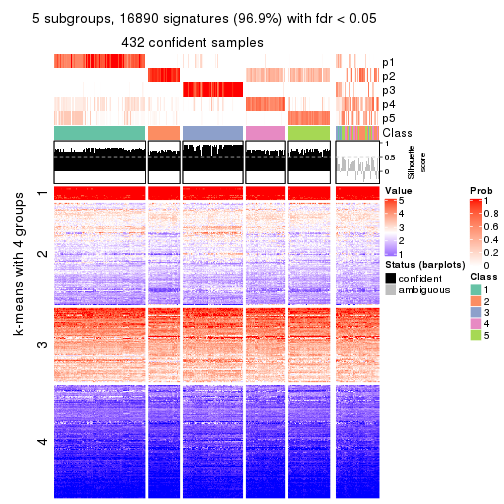 5 subgroups, 16890 signatures (96.9%) with fdr < 0.05
432 confident samples
p1
p2
p3
p4
p5
Class
1
0.5
0
Silhouette
score
k-means with 4 groups
1
2
3
4
Value
5
4
3
2
1
Status (barplots)
confident
ambiguous
Prob
1
0.8
0.6
0.4
0.2
0
Class
1
2
3
4
5